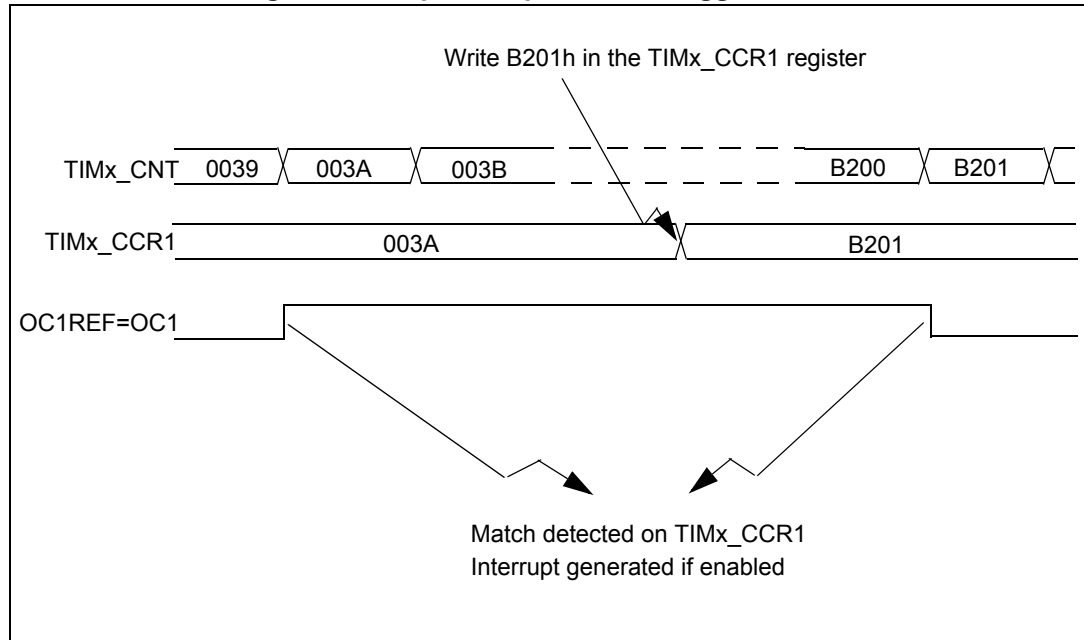 Write B201h in the TIMx_CCR1 register
TIMx_CNT 0039 003A 003B B200 B201
TIMx_CCR1 003A B201
OC1REF=OC1
Match detected on TIMx_CCR1
Interrupt generated if enabled